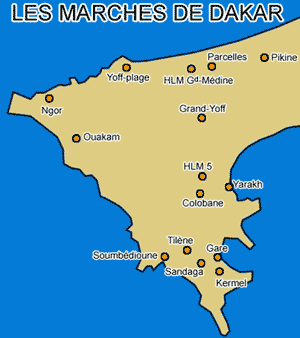 LES MARCHES DE DAKAR
Parcelles
Pikine
Yoff-plage
HLM Gd-Médine
Ngor
Grand-Yoff
Ouakam
HLM 5
Yarakh
Colobane
Tilène
Gare
Soumbédioune
Sandaga
Kermel